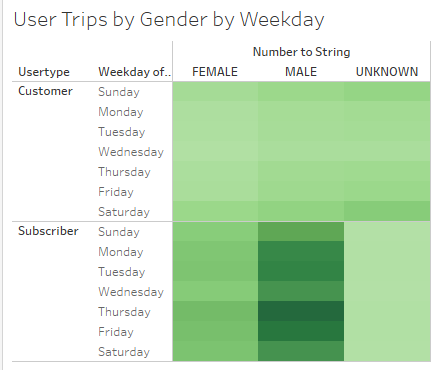 User Trips by Gender by Weekday
Number to String
Usertype Weekday of.. FEMALE MALE UNKNOWN
Customer Sunday
Monday
Tuesday
Wednesday
Thursday
Friday
Saturday
Subscriber Sunday
Monday
Tuesday
Wednesday
Thursday
Friday
Saturday